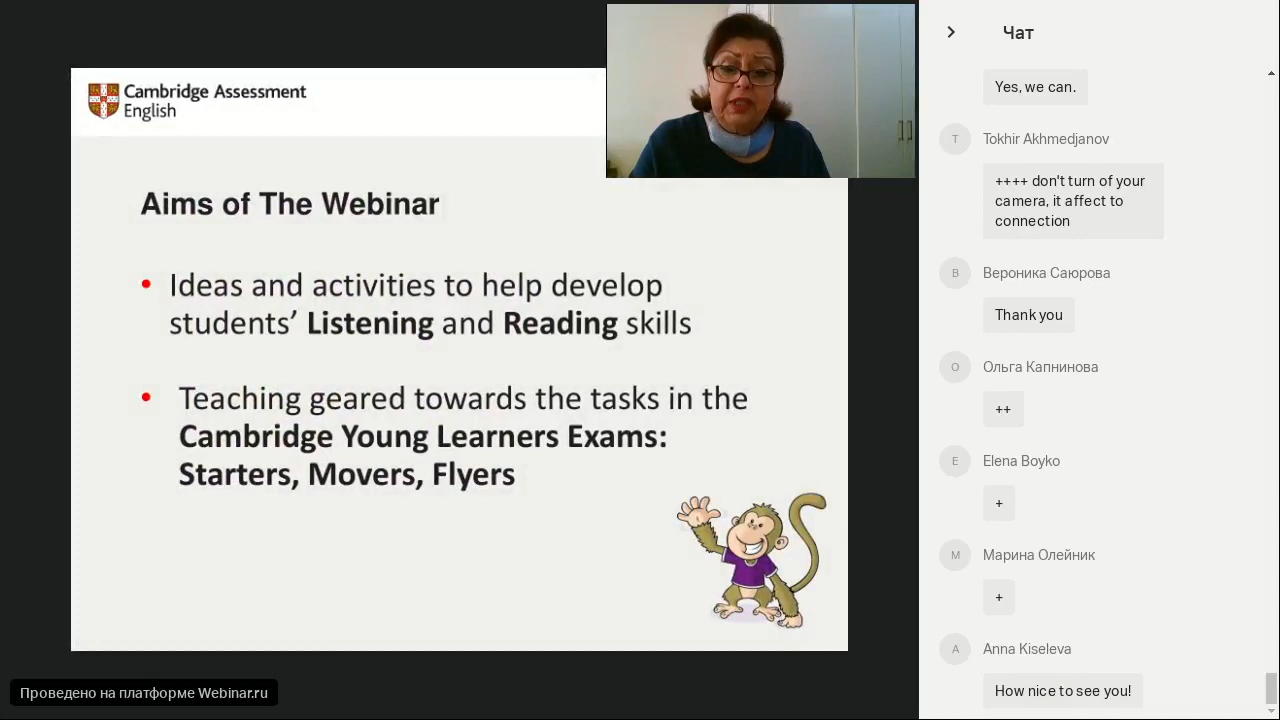 Cambridge Assessment
English
Aims of The Webinar
• Ideas and activities to help develop
students’ Listening and Reading skills
• Teaching geared towards the tasks in the
Cambridge Young Learners Exams:
Starters, Movers, Flyers
Проведено на платформе Webinar.ru
Чат
Yes, we can.
T
Tokhir Akhmedjanov
++++ don't turn of your
camera, it affect to
connection
В
Вероника Саюрова
Thank you
О
Ольга Капнинова
++
E
Elena Boyko
+
М
Марина Олейник
+
A
Anna Kiseleva
How nice to see you!